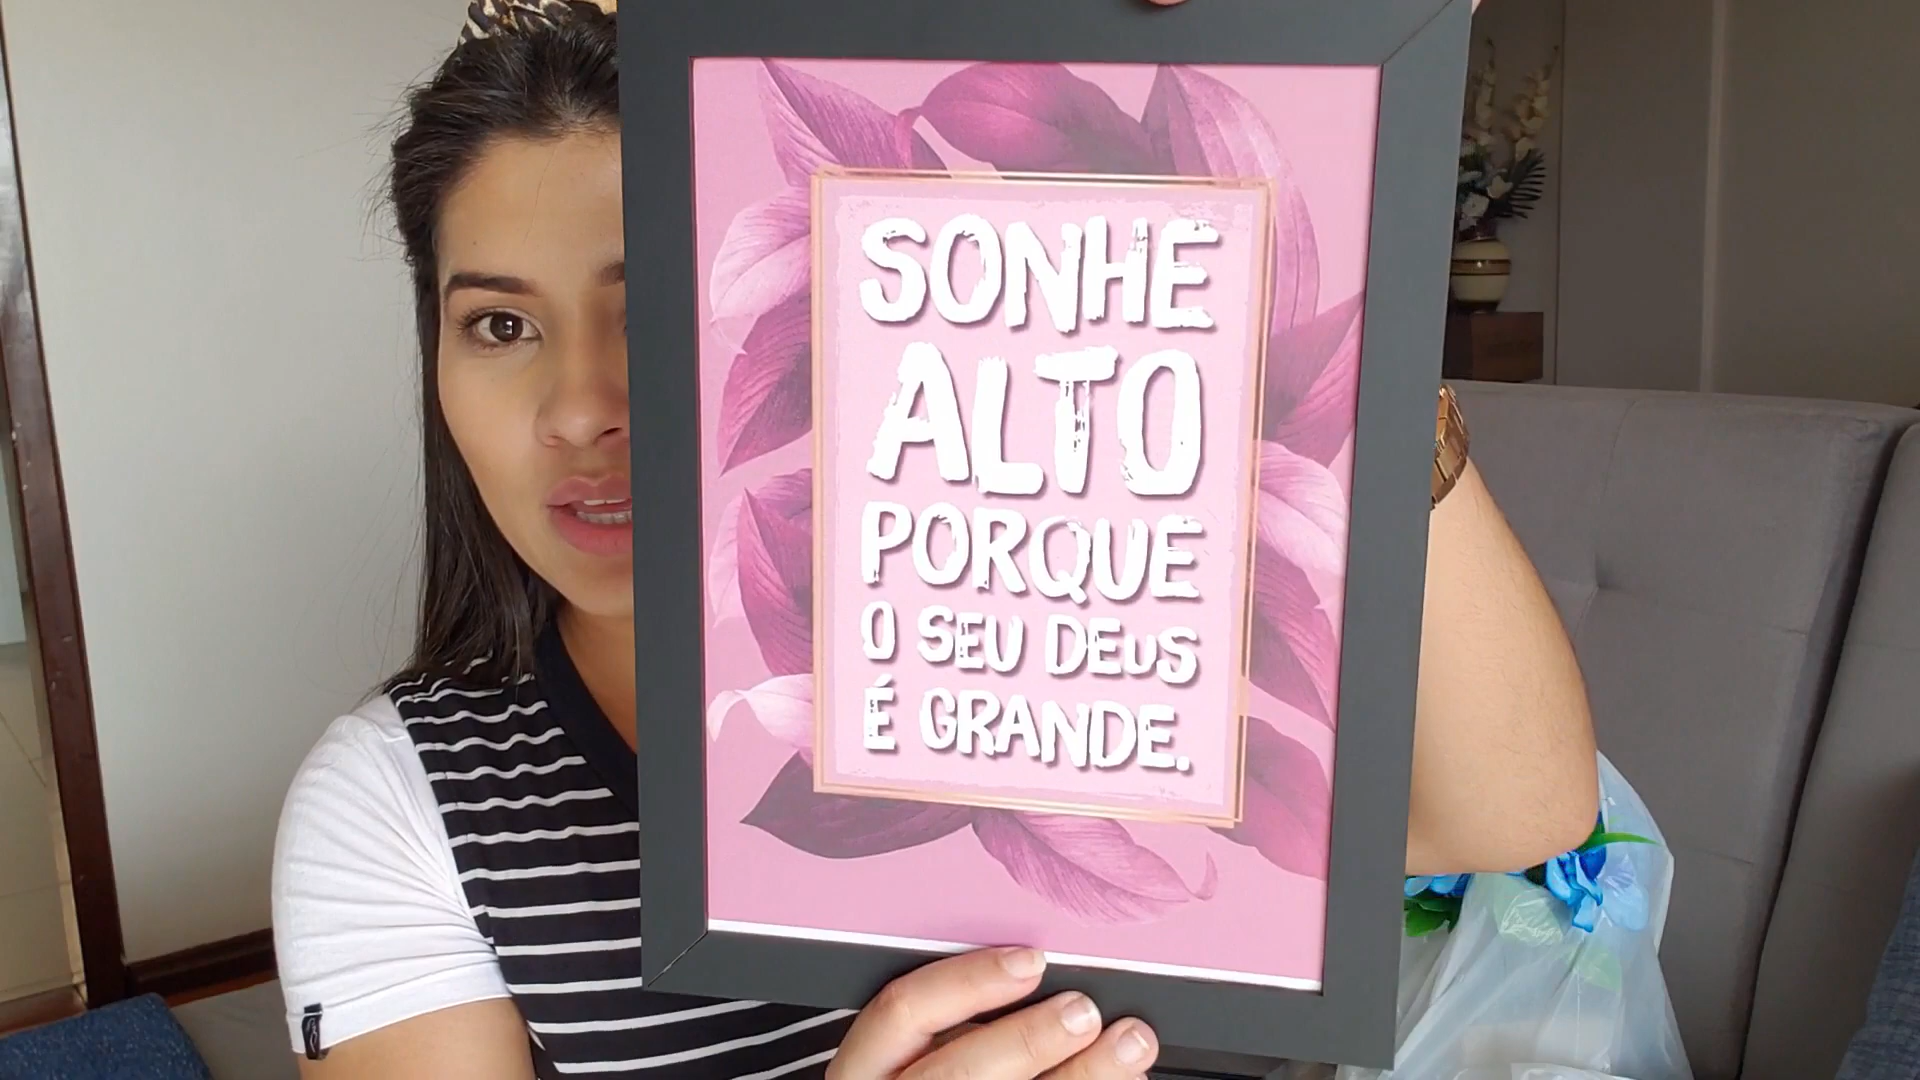 SONHE
ALTO
PORQUE
O SEU DEUS
É GRANDE.